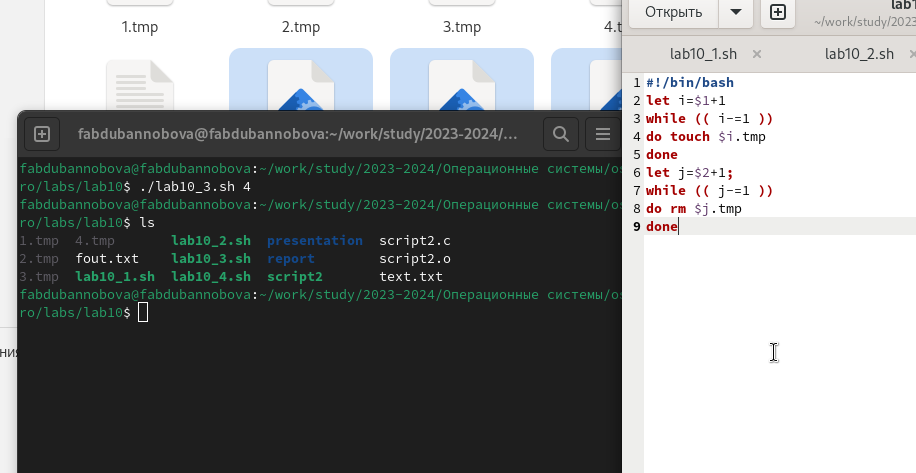 1.tmp
2.tmp
3.tmp
4.t
Открыть
lab1
~/work/study/2023
lab10_1.sh
lab10_2.sh
1 #!/bin/bash
2 let i=$1+1
3 while (( i-=1 ))
4 do touch $i.tmp
5 done
6 let j=$2+1;
7 while (( j-=1 ))
8 do rm $j.tmp
9 done
fabdubannobova@fabdubannobova:~/work/study/2023-2024/...
fabdubannobova@fabdubannobova:~/work/study/2023-2024/Операционные системы/os
ro/labs/lab10$ ./lab10_3.sh 4
fabdubannobova@fabdubannobova:~/work/study/2023-2024/Операционные системы/os
ro/labs/lab10$ ls
1.tmp 4.tmp lab10_2.sh presentation script2.c
2.tmp fout.txt lab10_3.sh report script2.o
3.tmp lab10_1.sh lab10_4.sh script2 text.txt
fabdubannobova@fabdubannobova:~/work/study/2023-2024/Операционные системы/os
ro/labs/lab10$